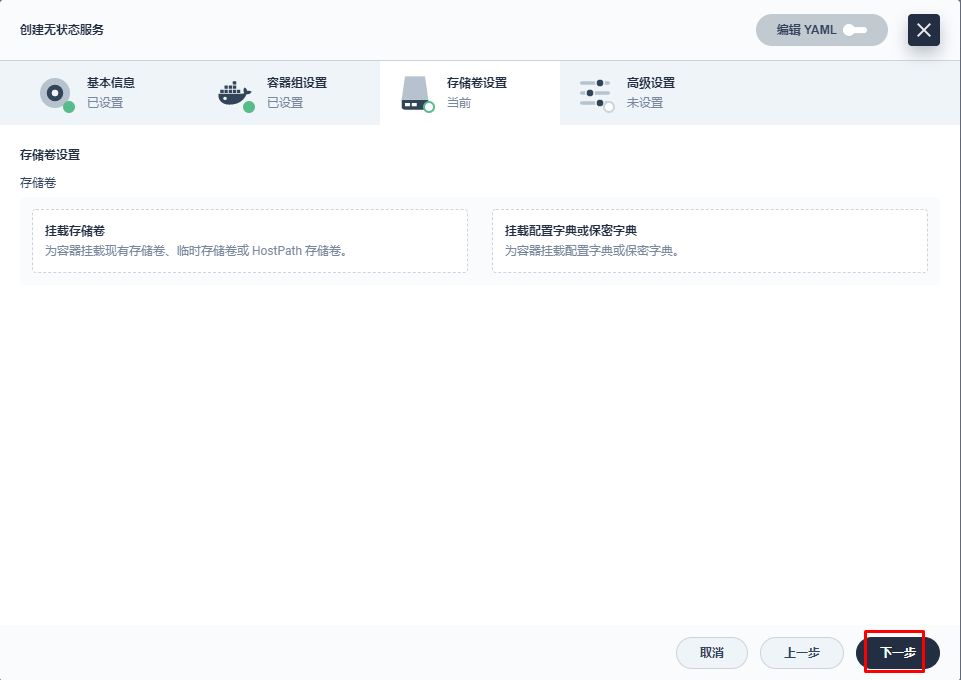 创建无状态服务
编辑 YAML
基本信息
已设置
容器组设置
已设置
存储卷设置
当前
高级设置
未设置
存储卷设置
存储卷
挂载存储卷
为容器挂载现有存储卷、临时存储卷或 HostPath 存储卷。
挂载配置字典或保密字典
为容器挂载配置字典或保密字典。
取消
上一步
下一步